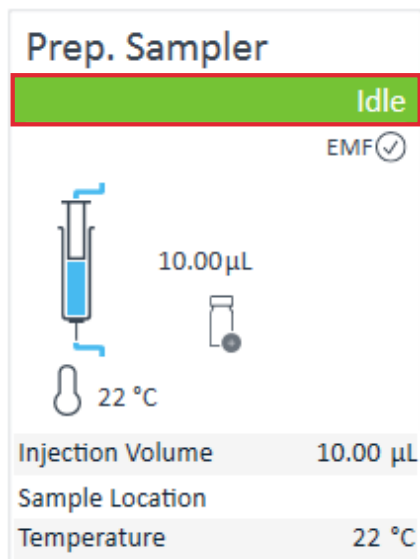 Prep. Sampler
Idle
EMF
10.00 µL
22 °C
Injection Volume 10.00 µL
Sample Location
Temperature 22 °C